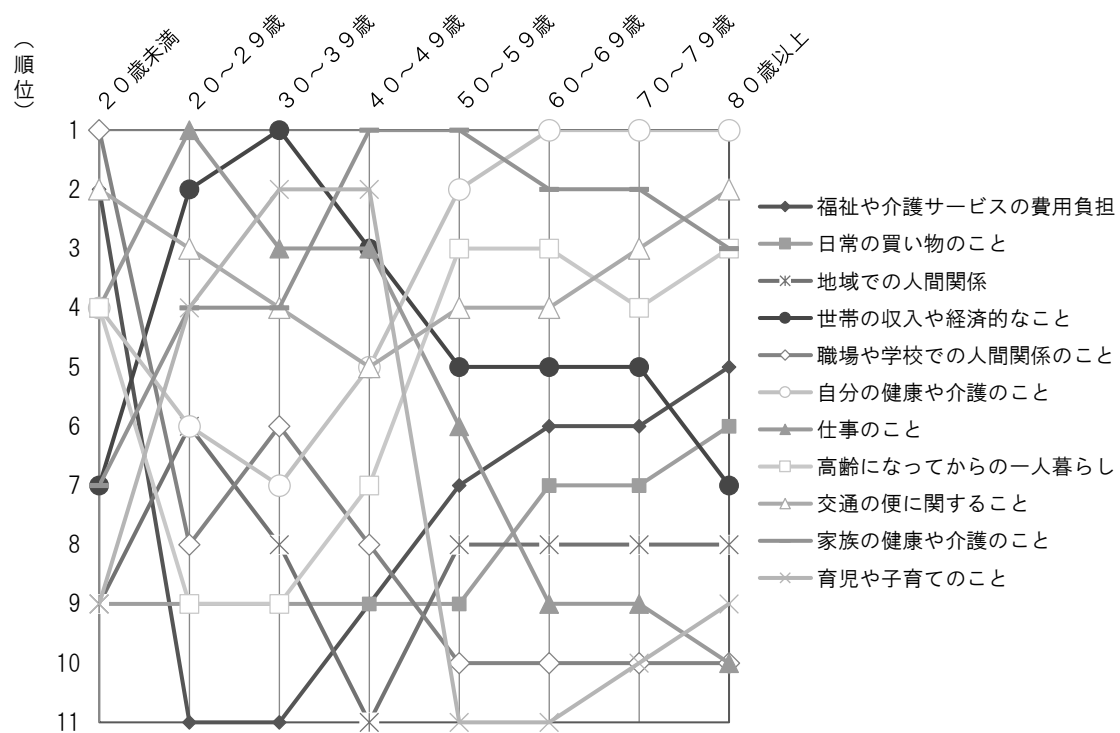 （順位）
２０歳未満
２０～２９歳
３０～３９歳
４０～４９歳
５０～５９歳
６０～６９歳
７０～７９歳
８０歳以上
1
2
3
4
5
6
7
8
9
10
11
福祉や介護サービスの費用負担
日常の買い物のこと
地域での人間関係
世帯の収入や経済的なこと
職場や学校での人間関係のこと
自分の健康や介護のこと
仕事のこと
高齢になってからの一人暮らし
交通の便に関すること
家族の健康や介護のこと
育児や子育てのこと